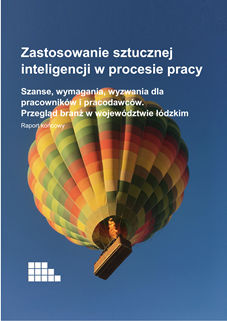 Zastosowanie sztucznej
inteligencji w procesie pracy
Szanse, wymagania, wyzwania dla
pracowników i pracodawców.
Przegląd branż w województwie łódzkim
Raport końcowy